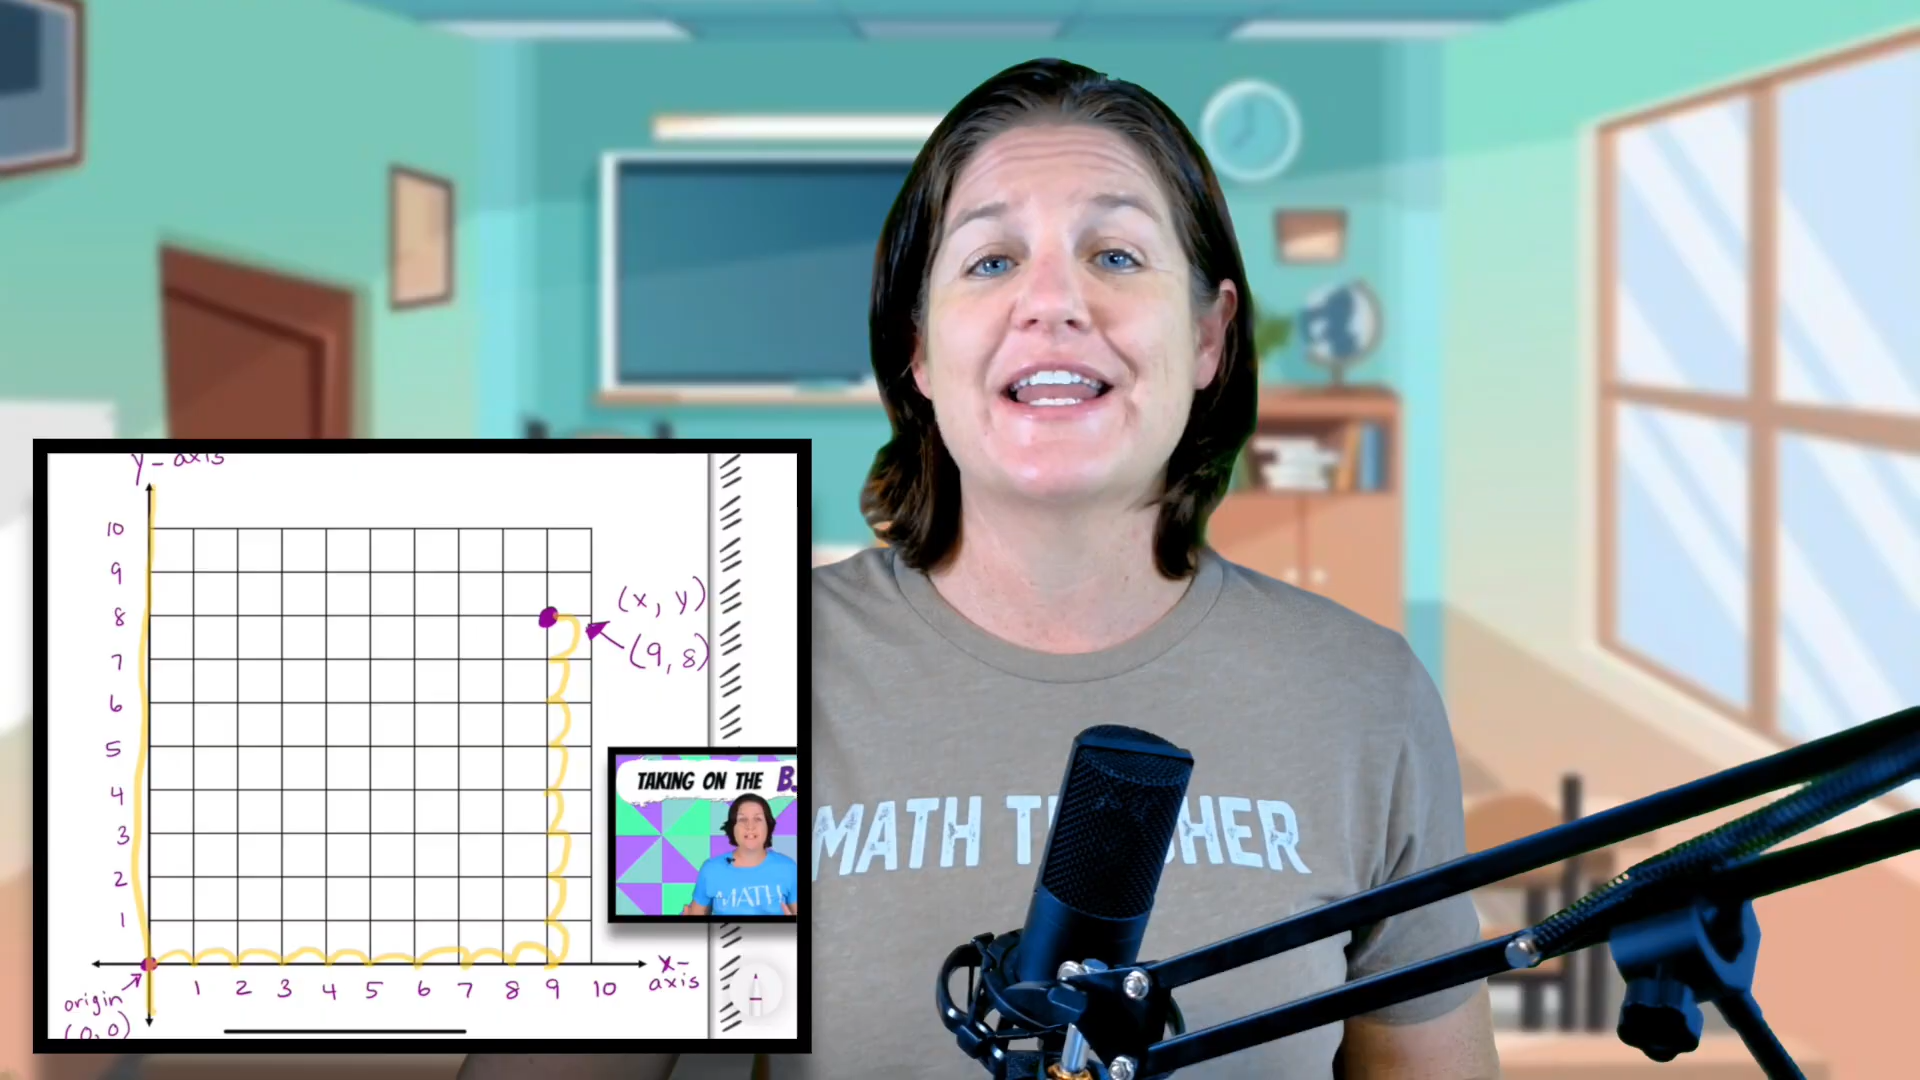 y-axis
10
9
8
7
6
5
4
3
2
1
(x, y)
(9, 8)
TAKING ON THE
MATH
1 2 3 4 5 6 7 8 9 10
x-
axis
origin
(0,0)
MATH